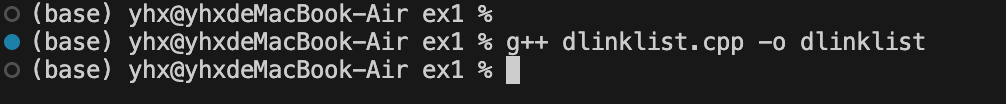 (base) yhx@yhxdeMacBook-Air ex1 %
(base) yhx@yhxdeMacBook-Air ex1 % g++ dlinklist.cpp -o dlinklist
(base) yhx@yhxdeMacBook-Air ex1 %